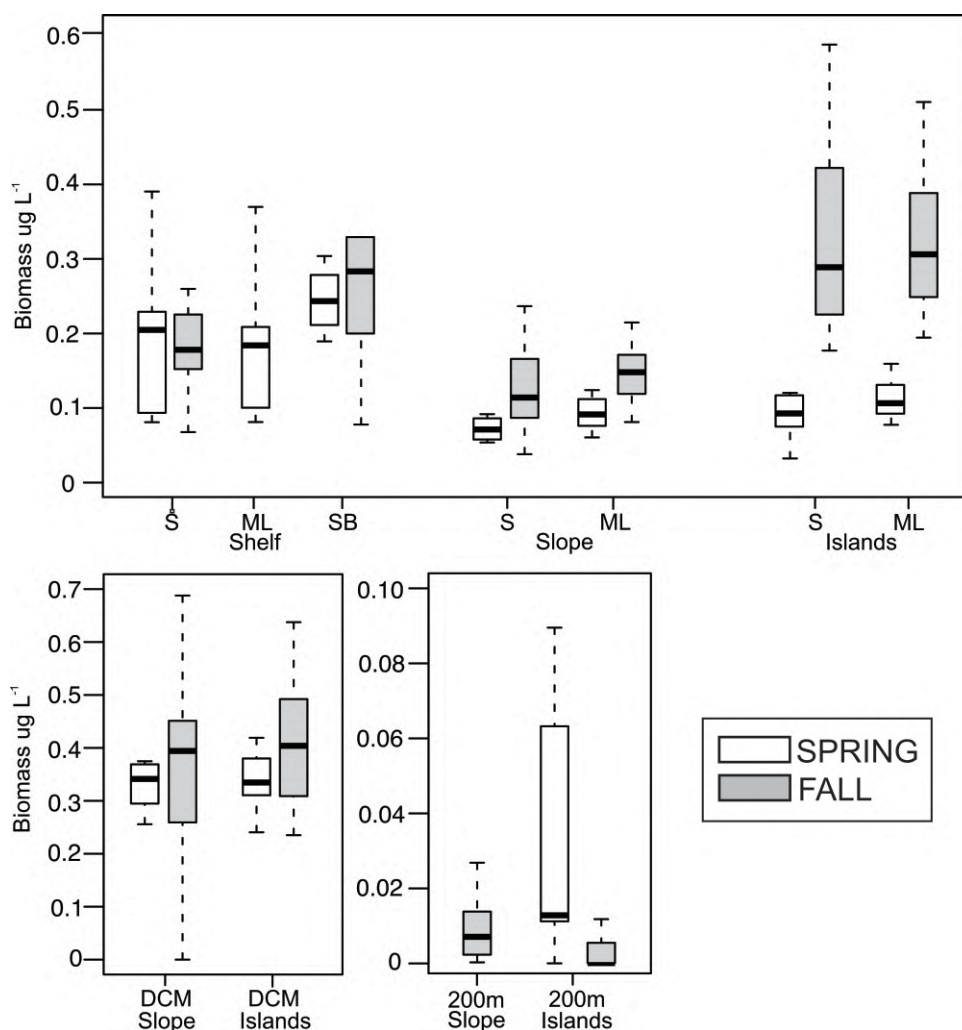 0.6
0.5
0.4
0.3
0.2
0.1
0
Biomass ug L⁻¹
S̊ ML SB S ML S ML
Shelf Slope Islands
0.7
0.5
0.4
0.3
0.2
0.1
0
Biomass ug L⁻¹
DCM DCM
Slope Islands
0.10
0.08
0.06
0.04
0.02
0
200m 200m
Slope Islands
SPRING
FALL